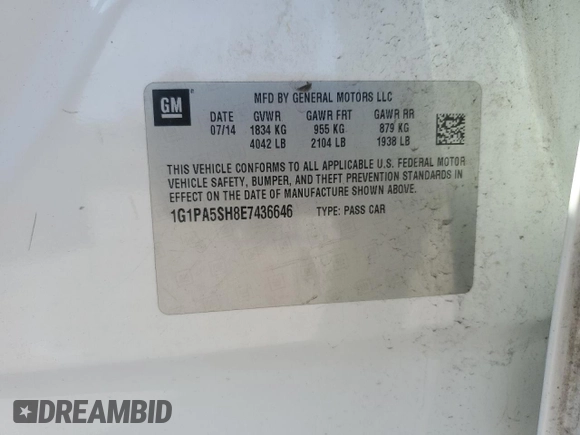 GM
MFD BY GENERAL MOTORS LLC
DATE GVWR GAWR FRT GAWR RR
07/14 1834 KG 955 KG 879 KG
4042 LB 2104 LB 1938 LB
THIS VEHICLE CONFORMS TO ALL APPLICABLE U.S. FEDERAL MOTOR
VEHICLE SAFETY, BUMPER, AND THEFT PREVENTION STANDARDS IN
EFFECT ON THE DATE OF MANUFACTURE SHOWN ABOVE.
1G1PA5SH8E7436646 TYPE: PASS CAR
DREAMBID